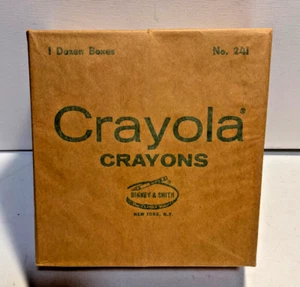 1 Dozen Boxes No. 241
Crayola®
CRAYONS
BINNEY & SMITH
NEW YORK, N.Y.